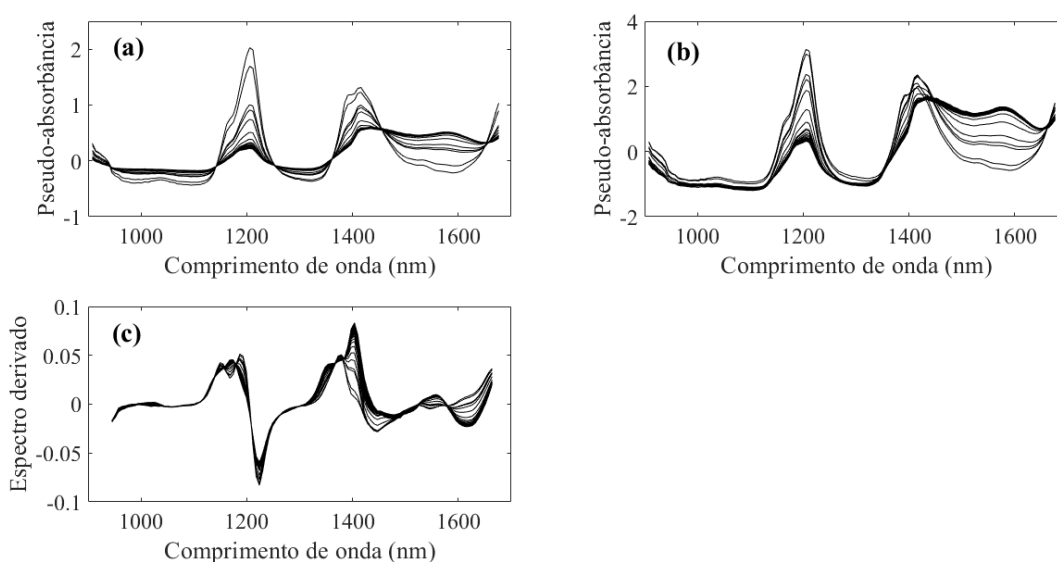 (a)
Pseudo-absorbância
2
1
0
-1
1000 1200 1400 1600
Comprimento de onda (nm)
(b)
Pseudo-absorbância
4
2
0
-2
1000 1200 1400 1600
Comprimento de onda (nm)
(c)
Espectro derivado
0.1
0.05
0
-0.05
-0.1
1000 1200 1400 1600
Comprimento de onda (nm)